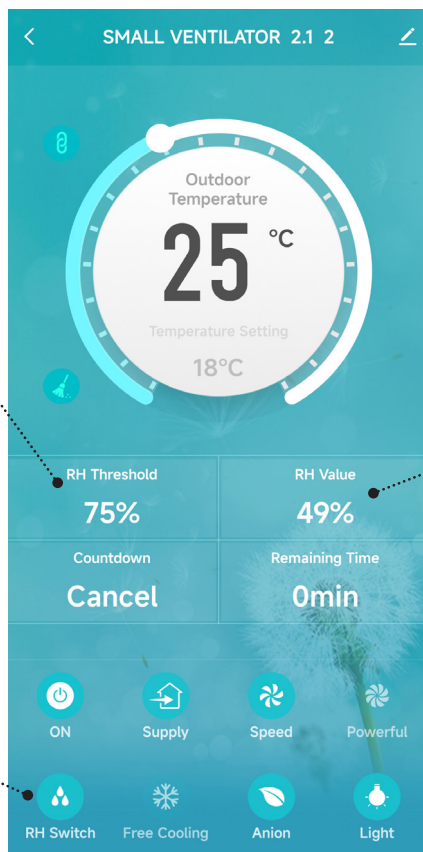 SMALL VENTILATOR 2.1 2
Outdoor
Temperature
25 °C
Temperature Setting
18°C
RH Threshold
75%
RH Value
49%
Countdown
Cancel
Remaining Time
0min
ON
Supply
Speed
Powerful
RH Switch
Free Cooling
Anion
Light